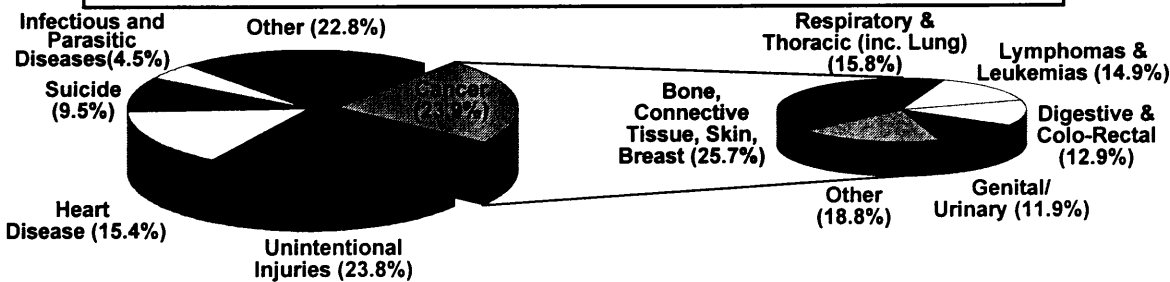 Infectious and
Parasitic
Diseases(4.5%)
Other (22.8%)
Suicide
(9.5%)
Cancer
Heart
Disease (15.4%)
Unintentional
Injuries (23.8%)
Respiratory &
Thoracic (inc. Lung)
(15.8%)
Lymphomas &
Leukemias (14.9%)
Bone,
Connective
Tissue, Skin,
Breast (25.7%)
Digestive &
Colo-Rectal
(12.9%)
Other
(18.8%)
Genital/
Urinary (11.9%)